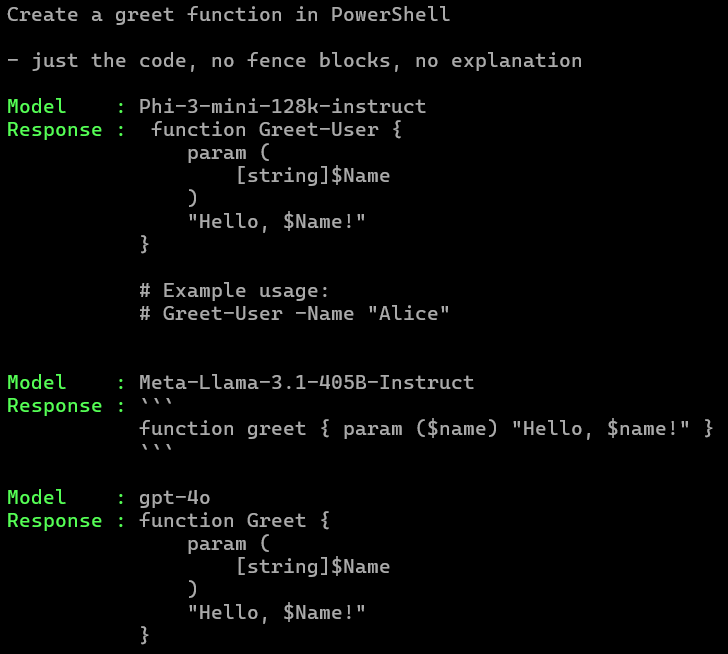 Create a greet function in PowerShell

- just the code, no fence blocks, no explanation

Model    : Phi-3-mini-128k-instruct
Response :  function Greet-User {
               param (
                   [string]$Name
               )
               "Hello, $Name!"
           }

           # Example usage:
           # Greet-User -Name "Alice"


Model    : Meta-Llama-3.1-405B-Instruct
Response : ```
           function greet { param ($name) "Hello, $name!" }
           ```

Model    : gpt-4o
Response : function Greet {
               param (
                   [string]$Name
               )
               "Hello, $Name!"
           }